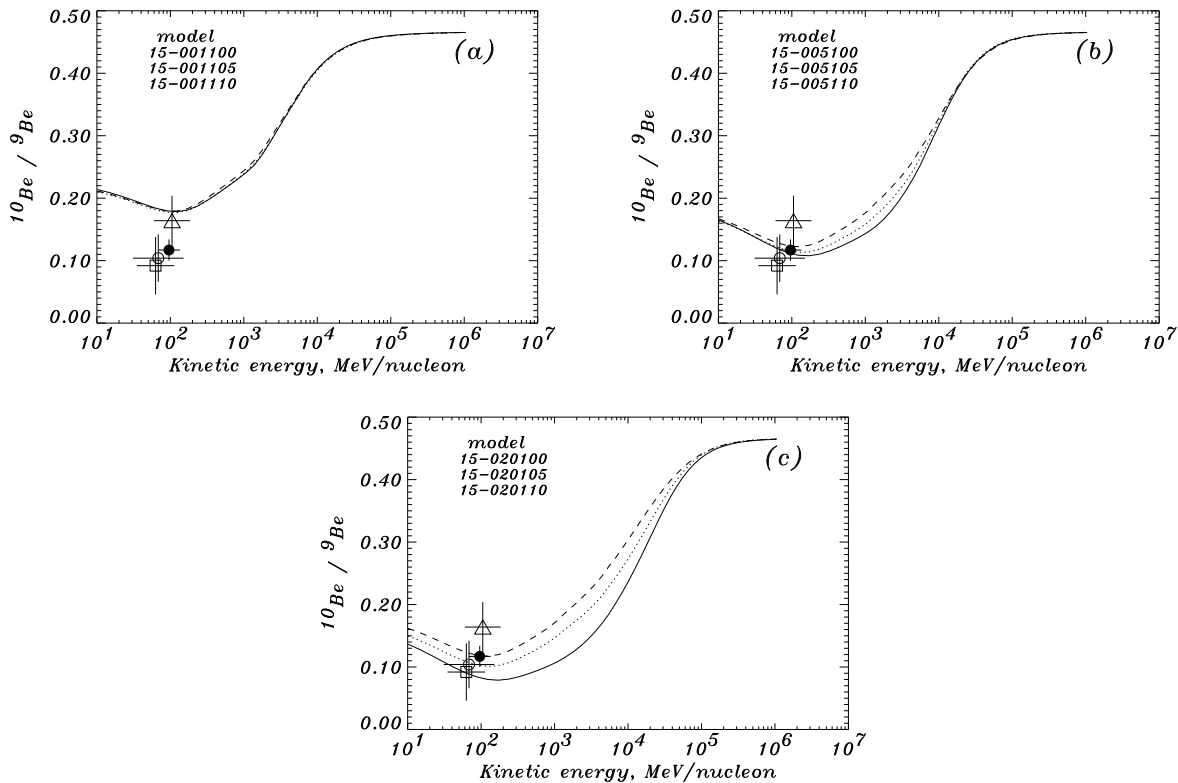 0.50
0.40
0.30
0.20
0.10
0.00
10Be / 9Be
model
15-001100
15-001105
15-001110
(a)
10^1 10^2 10^3 10^4 10^5 10^6 10^7
Kinetic energy, MeV/nucleon
0.50
0.40
0.30
0.20
0.10
0.00
10Be / 9Be
model
15-005100
15-005105
15-005110
(b)
10^1 10^2 10^3 10^4 10^5 10^6 10^7
Kinetic energy, MeV/nucleon
0.50
0.40
0.30
0.20
0.10
0.00
10Be / 9Be
model
15-020100
15-020105
15-020110
(c)
10^1 10^2 10^3 10^4 10^5 10^6 10^7
Kinetic energy, MeV/nucleon